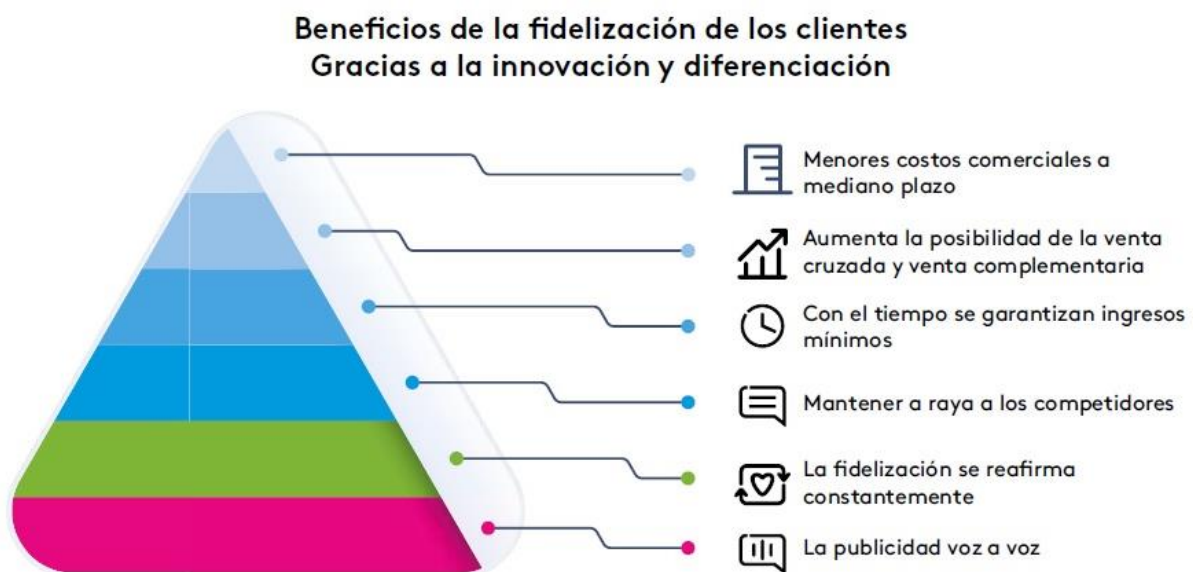 Beneficios de la fidelización de los clientes
Gracias a la innovación y diferenciación
Menores costos comerciales a
mediano plazo
Aumenta la posibilidad de la venta
cruzada y venta complementaria
Con el tiempo se garantizan ingresos
mínimos
Mantener a raya a los competidores
La fidelización se reafirma
constantemente
La publicidad voz a voz